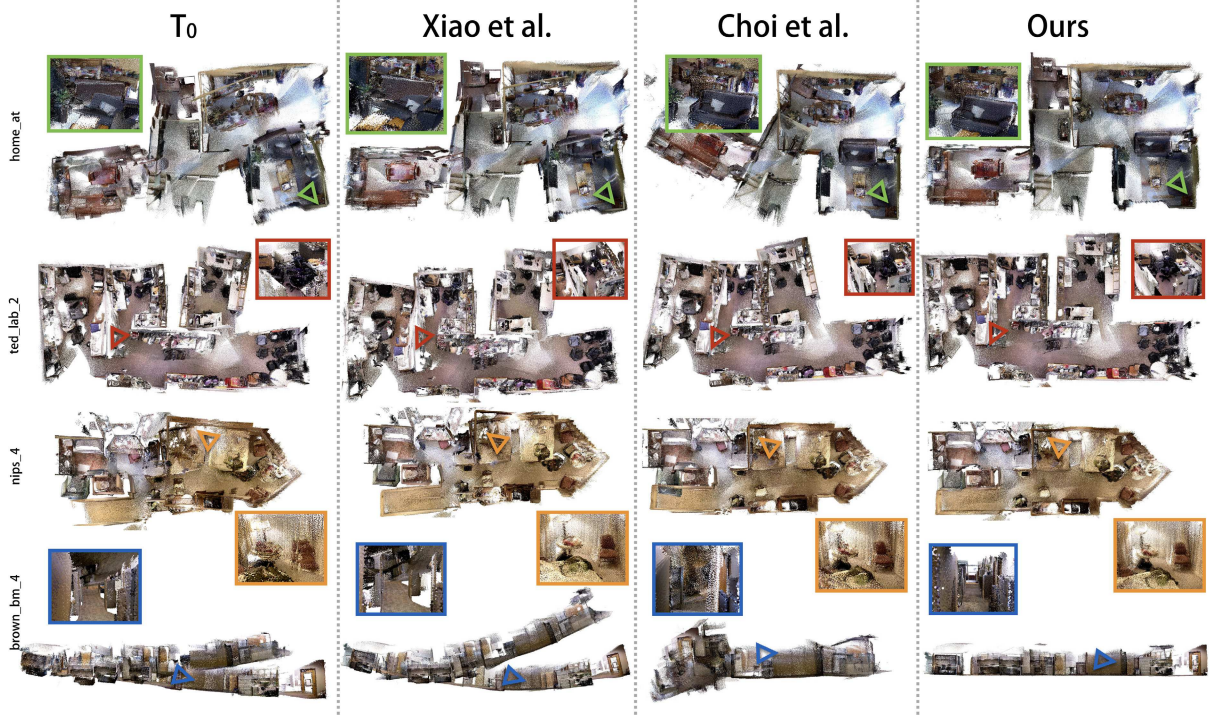 T₀
Xiao et al.
Choi et al.
Ours
home_at
ted_lab_2
nips_4
brown_bm_4